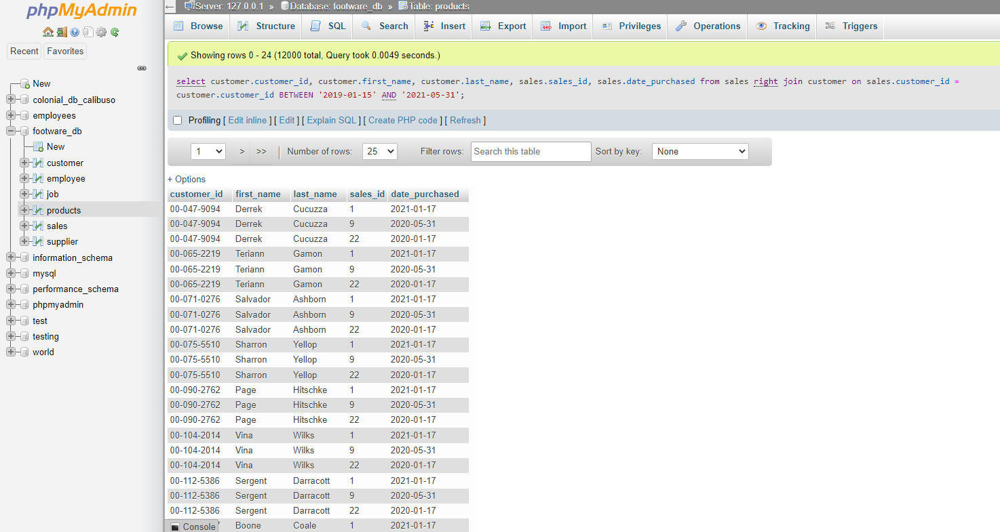 phpMyAdmin
Recent Favorites
New
colonial_db_calibuso
employees
footware_db
New
customer
employee
job
products
sales
supplier
information_schema
mysql
performance_schema
phpmyadmin
test
testing
world
Server: 127.0.0.1 » Database: footware_db » Table: products
Browse Structure SQL Search Insert Export Import Privileges Operations Tracking Triggers
Showing rows 0 - 24 (12000 total, Query took 0.0049 seconds.)
select customer.customer_id, customer.first_name, customer.last_name, sales.sales_id, sales.date_purchased from sales right join customer on sales.customer_id =
customer.customer_id BETWEEN '2019-01-15' AND '2021-05-31';
Profiling [ Edit inline ] [ Edit ] [ Explain SQL ] [ Create PHP code ] [ Refresh ]
1 > >> | Number of rows: 25 Filter rows: Search this table Sort by key: None
+ Options
customer_id first_name last_name sales_id date_purchased
00-047-9094 Derrek Cucuzza 1 2021-01-17
00-047-9094 Derrek Cucuzza 9 2020-05-31
00-047-9094 Derrek Cucuzza 22 2020-01-17
00-065-2219 Teriann Gamon 1 2021-01-17
00-065-2219 Teriann Gamon 9 2020-05-31
00-065-2219 Teriann Gamon 22 2020-01-17
00-071-0276 Salvador Ashborn 1 2021-01-17
00-071-0276 Salvador Ashborn 9 2020-05-31
00-071-0276 Salvador Ashborn 22 2020-01-17
00-075-5510 Sharron Yellop 1 2021-01-17
00-075-5510 Sharron Yellop 9 2020-05-31
00-075-5510 Sharron Yellop 22 2020-01-17
00-090-2762 Page Hitschke 1 2021-01-17
00-090-2762 Page Hitschke 9 2020-05-31
00-090-2762 Page Hitschke 22 2020-01-17
00-104-2014 Vina Wilks 1 2021-01-17
00-104-2014 Vina Wilks 9 2020-05-31
00-104-2014 Vina Wilks 22 2020-01-17
00-112-5386 Sergent Darracott 1 2021-01-17
00-112-5386 Sergent Darracott 9 2020-05-31
00-112-5386 Sergent Darracott 22 2020-01-17
Console Boone Coale 1 2021-01-17